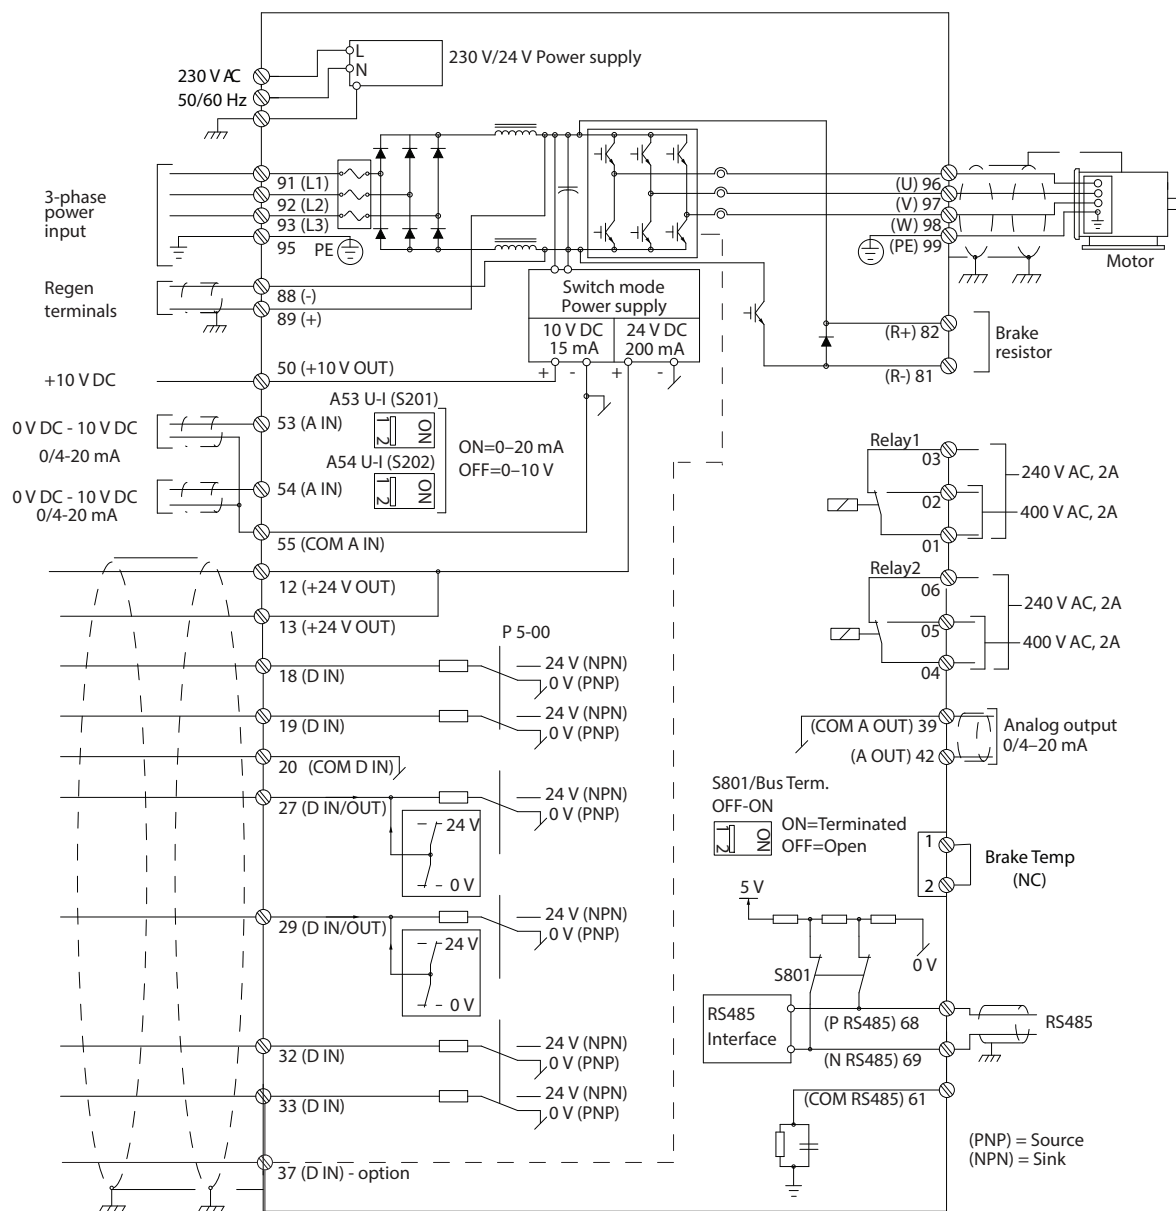 230 V/24 V Power supply
L
N
230 V AC
50/60 Hz
3-phase
power
input
91 (L1)
92 (L2)
93 (L3)
95
PE
(U) 96
(V) 97
(W) 98
(PE) 99
Motor
Regen
terminals
88 (-)
89 (+)
Switch mode
Power supply
10 V DC
15 mA
24 V DC
200 mA
+
-
+
-
(R+) 82
(R-) 81
Brake
resistor
+10 V DC
50 (+10 V OUT)
0 V DC - 10 V DC
0/4-20 mA
53 (A IN)
A53 U-I (S201)
1 2
ON
A54 U-I (S202)
1 2
ON
ON=0–20 mA
OFF=0–10 V
0 V DC - 10 V DC
0/4-20 mA
54 (A IN)
55 (COM A IN)
12 (+24 V OUT)
13 (+24 V OUT)
P 5-00
18 (D IN)
24 V (NPN)
0 V (PNP)
19 (D IN)
24 V (NPN)
0 V (PNP)
20 (COM D IN)
27 (D IN/OUT)
24 V
0 V
24 V (NPN)
0 V (PNP)
29 (D IN/OUT)
24 V
0 V
24 V (NPN)
0 V (PNP)
32 (D IN)
24 V (NPN)
0 V (PNP)
33 (D IN)
24 V (NPN)
0 V (PNP)
37 (D IN) - option
Relay1
03
02
01
240 V AC, 2A
400 V AC, 2A
Relay2
06
05
04
240 V AC, 2A
400 V AC, 2A
(COM A OUT) 39
(A OUT) 42
Analog output
0/4–20 mA
S801/Bus Term.
OFF-ON
1 2
ON
ON=Terminated
OFF=Open
1
2
Brake Temp
(NC)
5 V
0 V
S801
RS485
Interface
(P RS485) 68
(N RS485) 69
RS485
(COM RS485) 61
(PNP) = Source
(NPN) = Sink